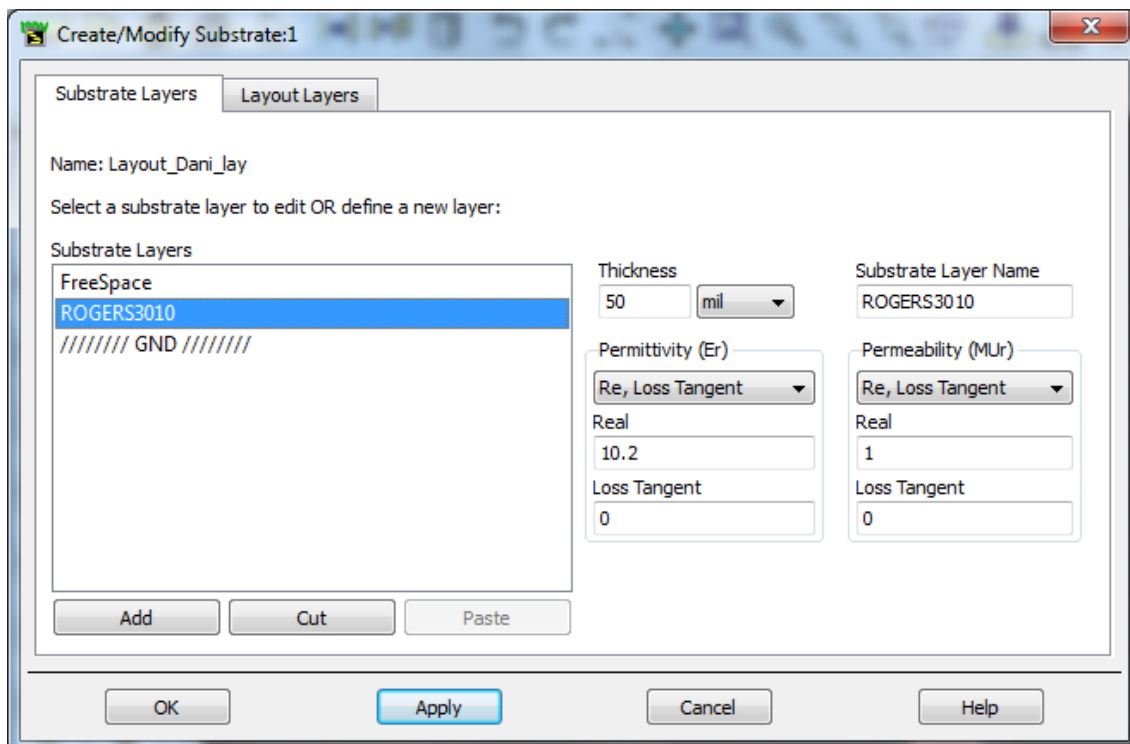 Create/Modify Substrate:1
Substrate Layers
Layout Layers
Name: Layout_Dani_lay
Select a substrate layer to edit OR define a new layer:
Substrate Layers
FreeSpace
ROGERS3010
//////// GND ////////
Thickness
50
mil
Substrate Layer Name
ROGERS3010
Permittivity (Er)
Re, Loss Tangent
Real
10.2
Loss Tangent
0
Permeability (MUr)
Re, Loss Tangent
Real
1
Loss Tangent
0
Add
Cut
Paste
OK
Apply
Cancel
Help